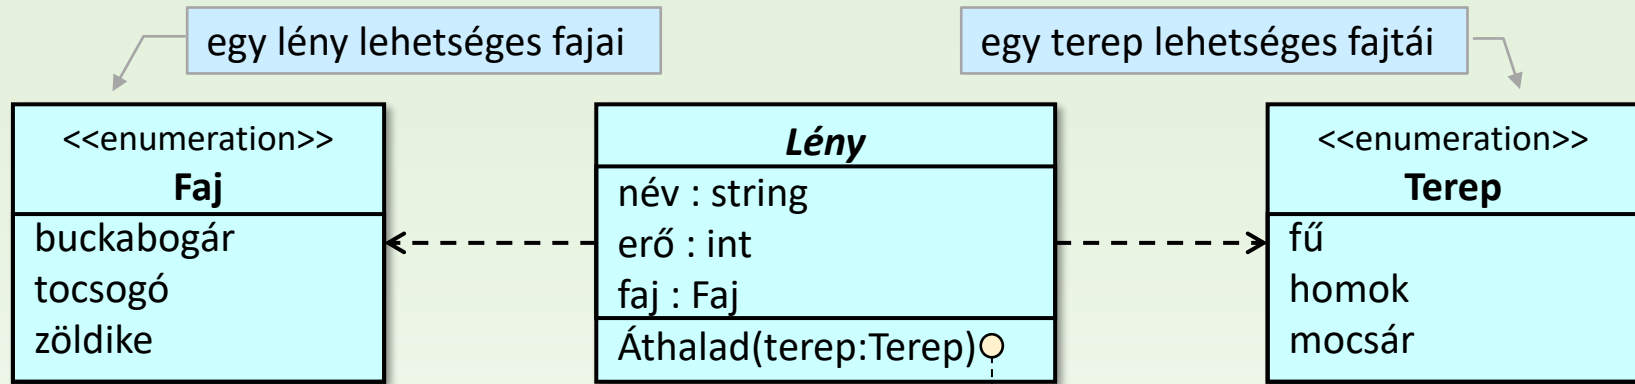 egy lény lehetséges fajai
egy terep lehetséges fajtái
<<enumeration>>
Faj
buckabogár
tocsogó
zöldike
Lény
név : string
erő : int
faj : Faj
Áthalad(terep:Terep)
<<enumeration>>
Terep
fű
homok
mocsár